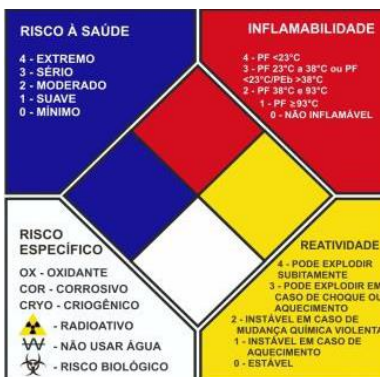 RISCO À SAÚDE
4 - EXTREMO
3 - SÉRIO
2 - MODERADO
1 - SUAVE
0 - MÍNIMO
INFLAMABILIDADE
4 - PF <23°C
3 - PF 23°C a 38°C ou PF
<23°C/PEb >38°C
2 - PF 38°C e 93°C
1 - PF ≥93°C
0 - NÃO INFLAMÁVEL
RISCO
ESPECÍFICO
OX - OXIDANTE
COR - CORROSIVO
CRYO - CRIOGÊNICO
- RADIOATIVO
W - NÃO USAR ÁGUA
- RISCO BIOLÓGICO
REATIVIDADE
4 - PODE EXPLODIR
SUBITAMENTE
3 - PODE EXPLODIR EM
CASO DE CHOQUE OU
AQUECIMENTO
2 - INSTÁVEL EM CASO DE
MUDANÇA QUÍMICA VIOLENTA
1 - INSTÁVEL EM CASO DE
AQUECIMENTO
0 - ESTÁVEL